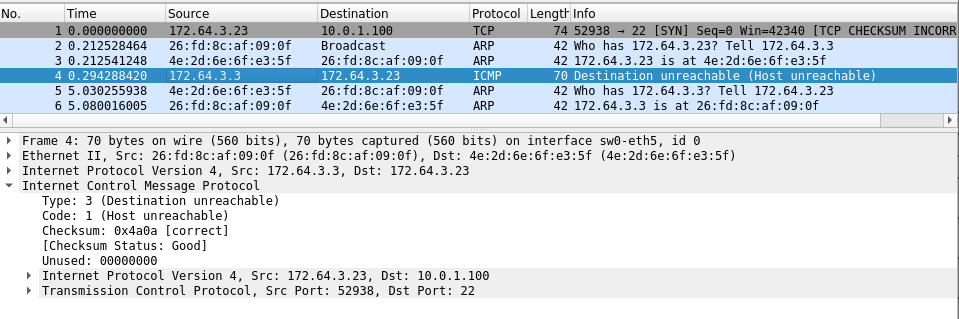 No. Time Source Destination Protocol Length Info
1 0.000000000 172.64.3.23 10.0.1.100 TCP 74 52938 → 22 [SYN] Seq=0 Win=42340 [TCP CHECKSUM INCORR
2 0.212528464 26:fd:8c:af:09:0f Broadcast ARP 42 Who has 172.64.3.23? Tell 172.64.3.3
3 0.212541248 4e:2d:6e:6f:e3:5f 26:fd:8c:af:09:0f ARP 42 172.64.3.23 is at 4e:2d:6e:6f:e3:5f
4 0.294288420 172.64.3.3 172.64.3.23 ICMP 70 Destination unreachable (Host unreachable)
5 5.030255938 4e:2d:6e:6f:e3:5f 26:fd:8c:af:09:0f ARP 42 Who has 172.64.3.3? Tell 172.64.3.23
6 5.080016005 26:fd:8c:af:09:0f 4e:2d:6e:6f:e3:5f ARP 42 172.64.3.3 is at 26:fd:8c:af:09:0f
Frame 4: 70 bytes on wire (560 bits), 70 bytes captured (560 bits) on interface sw0-eth5, id 0
Ethernet II, Src: 26:fd:8c:af:09:0f (26:fd:8c:af:09:0f), Dst: 4e:2d:6e:6f:e3:5f (4e:2d:6e:6f:e3:5f)
Internet Protocol Version 4, Src: 172.64.3.3, Dst: 172.64.3.23
Internet Control Message Protocol
Type: 3 (Destination unreachable)
Code: 1 (Host unreachable)
Checksum: 0x4a0a [correct]
[Checksum Status: Good]
Unused: 00000000
Internet Protocol Version 4, Src: 172.64.3.23, Dst: 10.0.1.100
Transmission Control Protocol, Src Port: 52938, Dst Port: 22